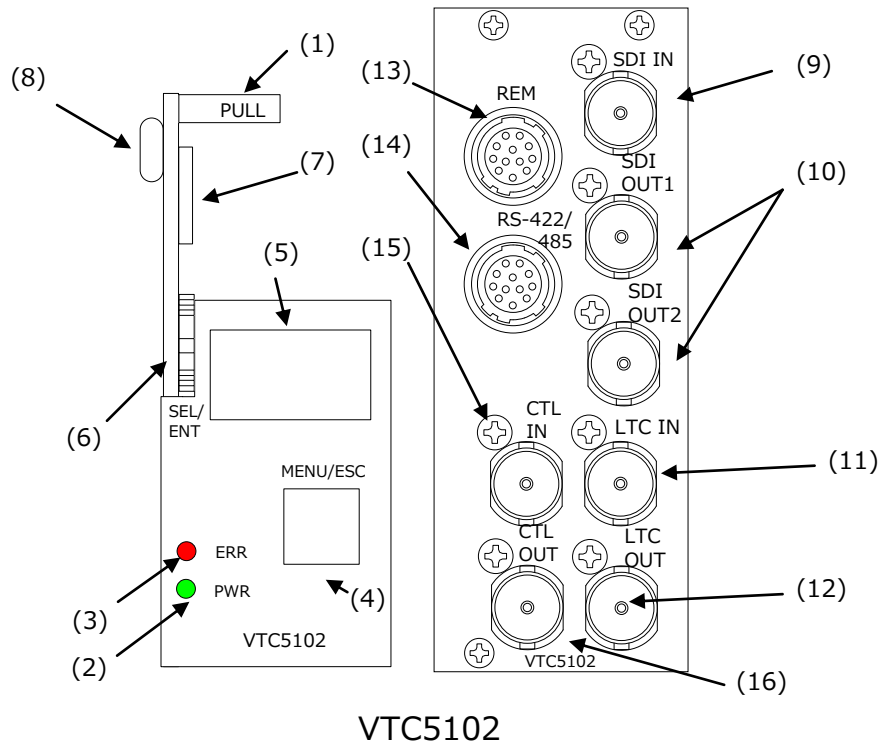 (1)
(8)
PULL
(7)
(5)
(6)
SEL/
ENT
MENU/ESC
ERR
PWR
(3)
(2)
(4)
VTC5102
SDI IN
(9)
(13)
REM
(14)
SDI
OUT1
(10)
RS-422/
485
(15)
SDI
OUT2
CTL
IN
LTC IN
(11)
CTL
OUT
LTC
OUT
(12)
VTC5102
(16)
VTC5102